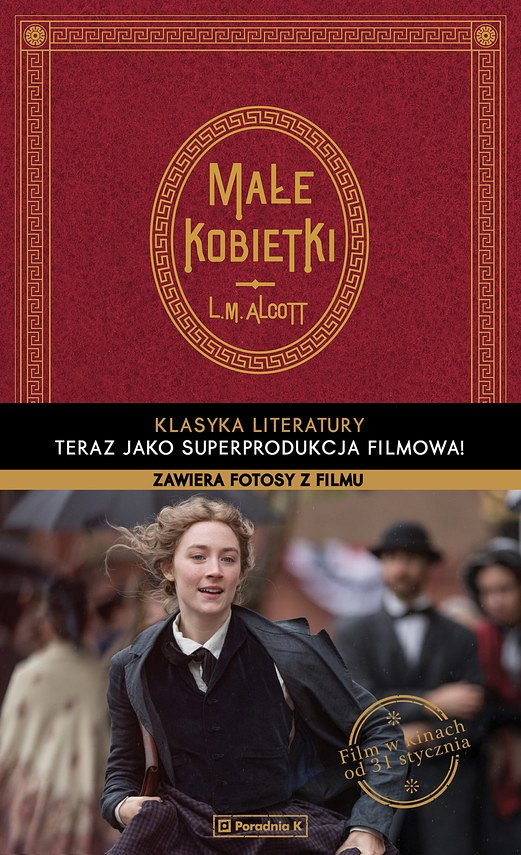 MAŁE
KOBIETKI
L.M. ALCOTT
KLASYKA LITERATURY
TERAZ JAKO SUPERPRODUKCJA FILMOWA!
ZAWIERA FOTOSY Z FILMU
Film w kinach
od 31 stycznia
Poradnia K